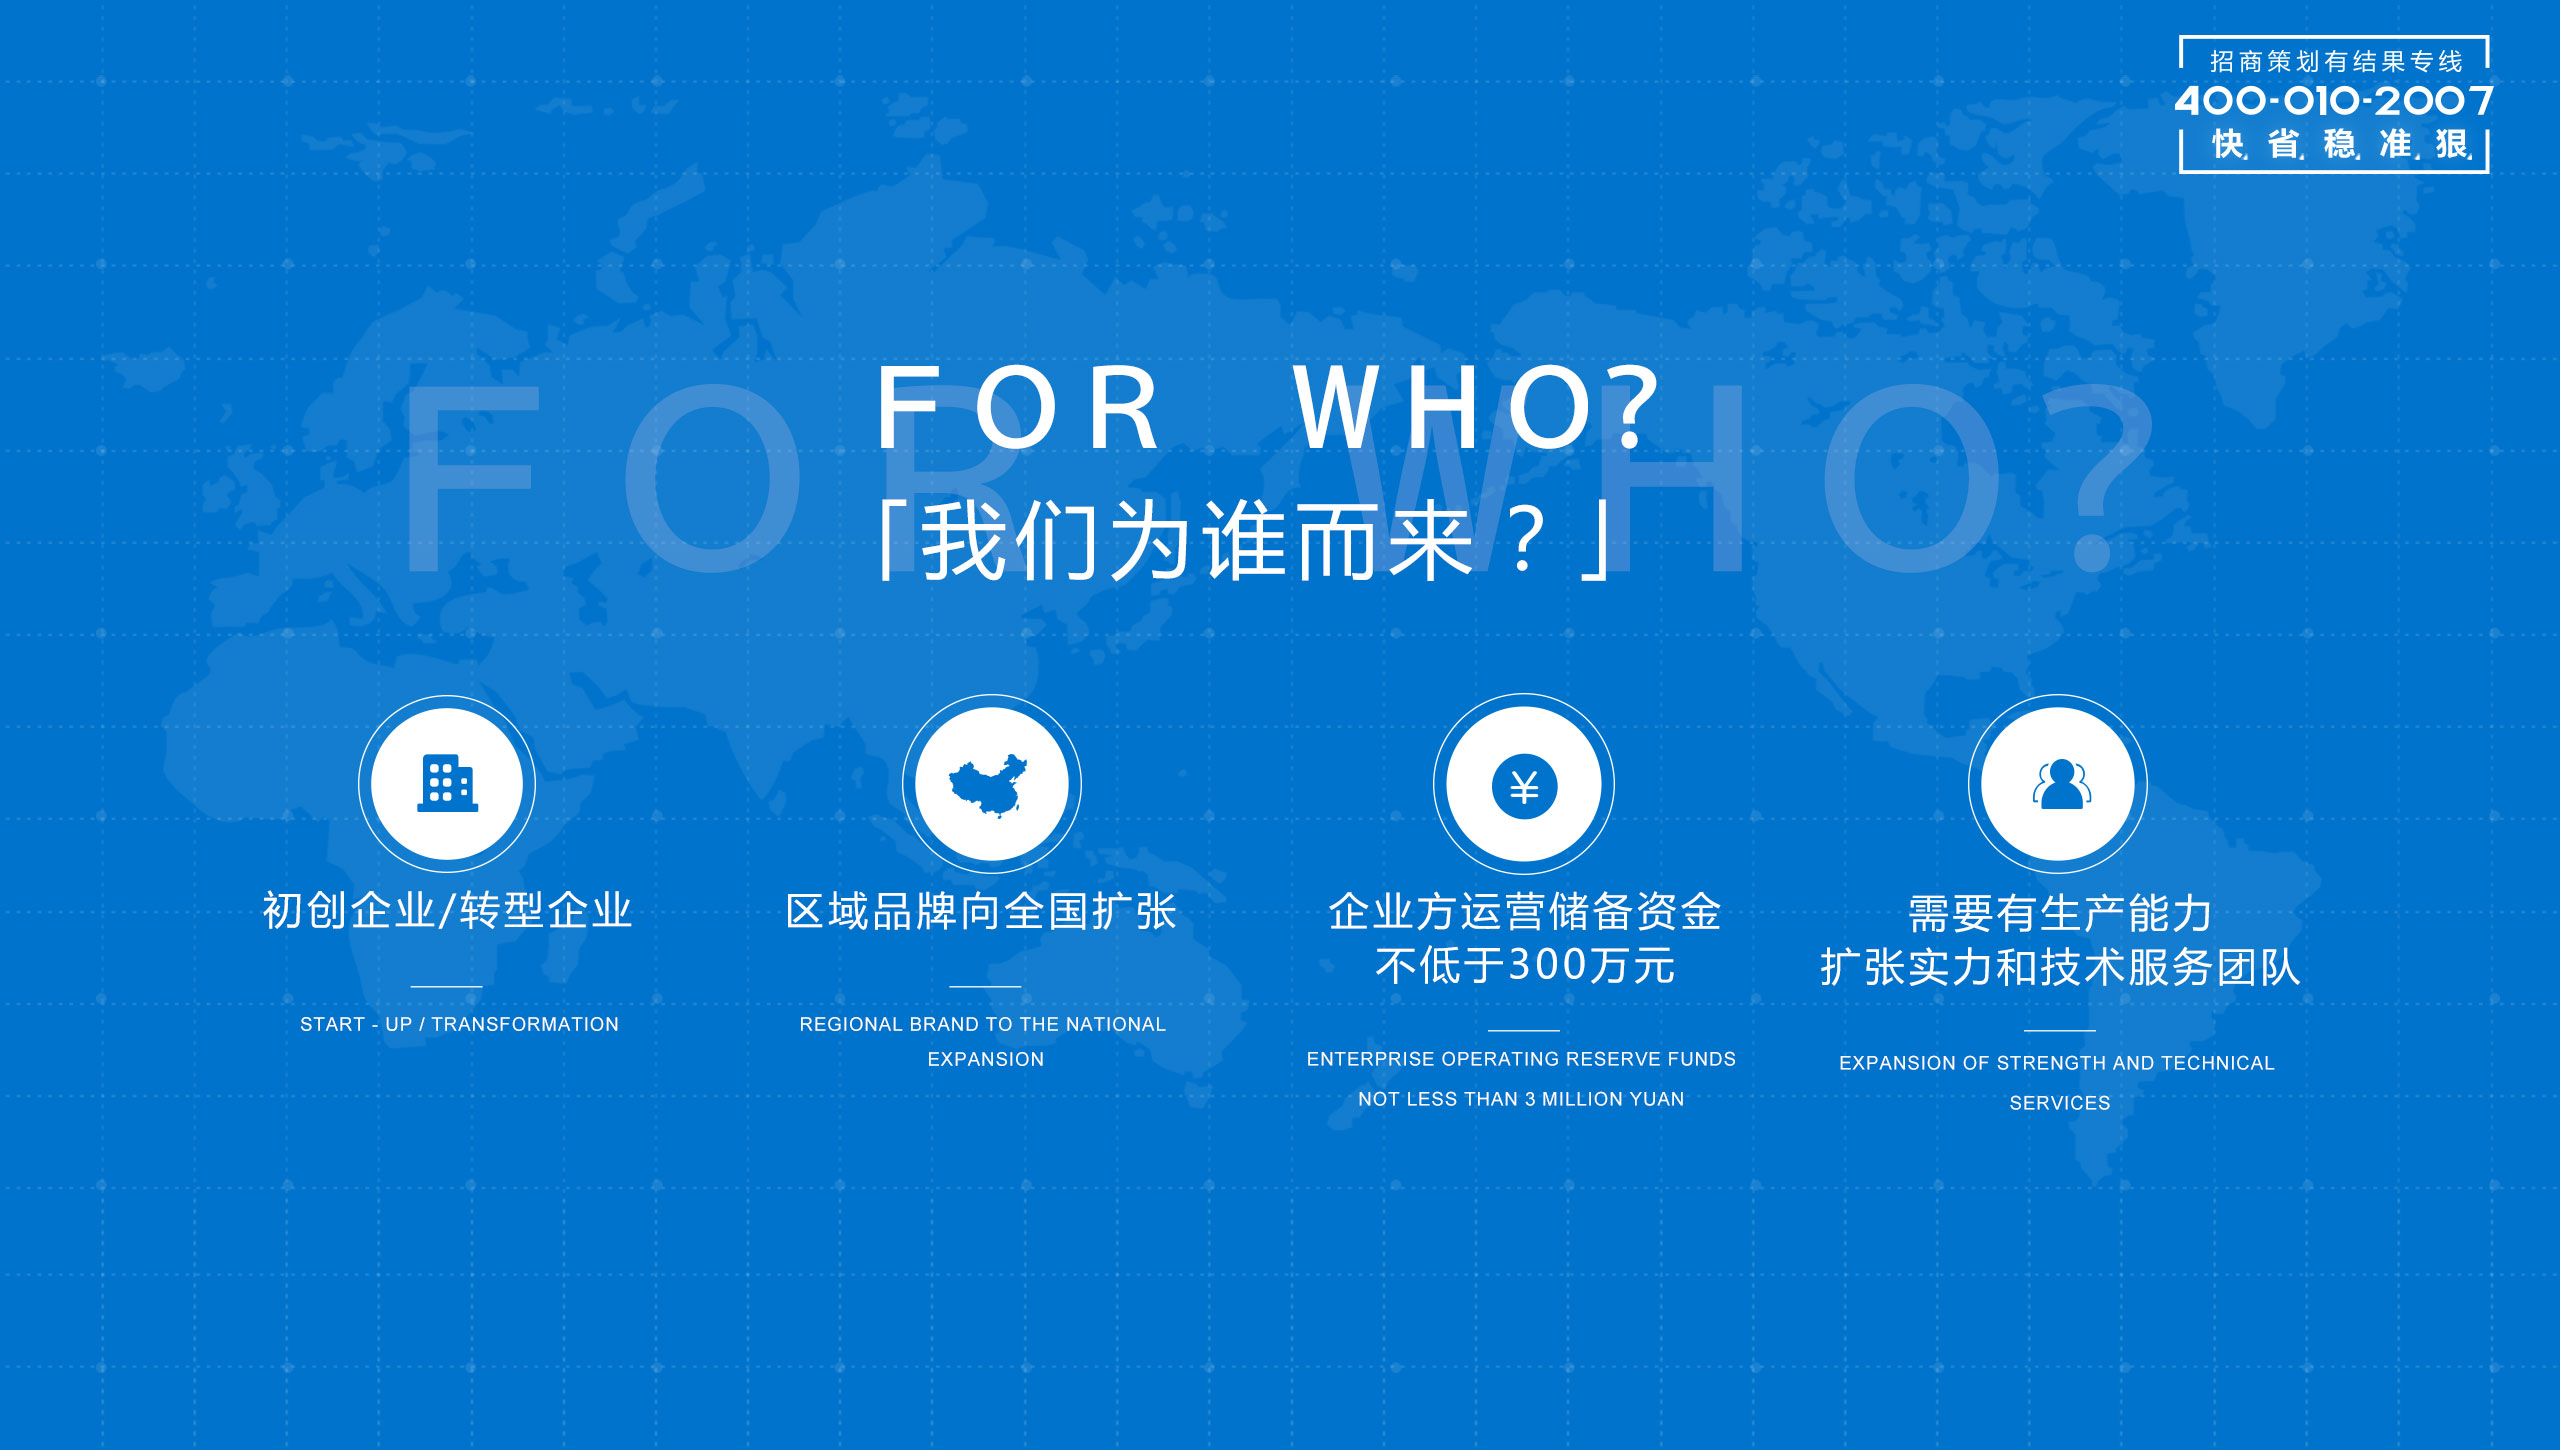 招商策划有结果专线
400-010-2007
快.省.稳.准.狠.
FOR WHO?
FOR WHO?
「我们为谁而来？」
初创企业/转型企业
START - UP / TRANSFORMATION
区域品牌向全国扩张
REGIONAL BRAND TO THE NATIONAL
EXPANSION
企业方运营储备资金
不低于300万元
ENTERPRISE OPERATING RESERVE FUNDS
NOT LESS THAN 3 MILLION YUAN
需要有生产能力
扩张实力和技术服务团队
EXPANSION OF STRENGTH AND TECHNICAL
SERVICES